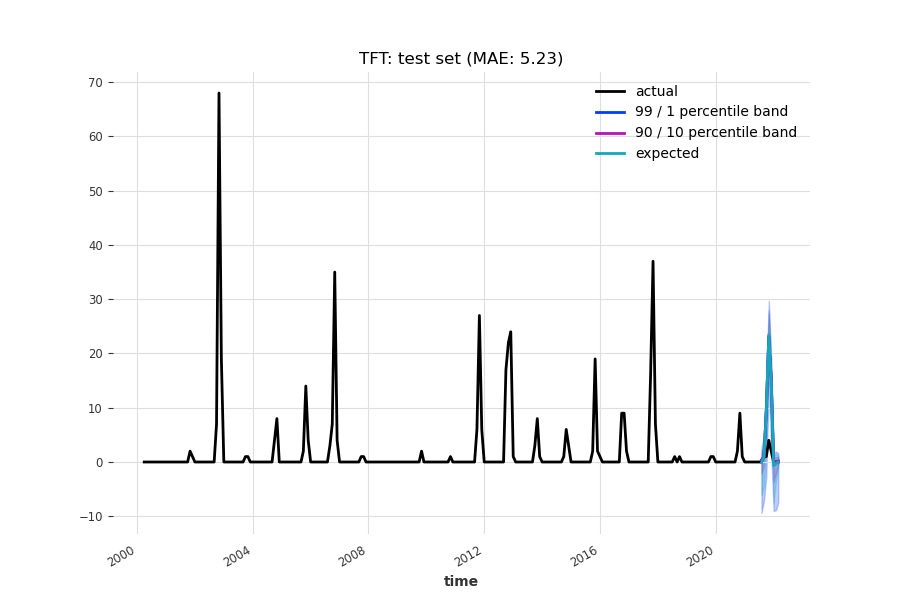 TFT: test set (MAE: 5.23)
actual
99 / 1 percentile band
90 / 10 percentile band
expected
70
60
50
40
30
20
10
0
−10
2000
2004
2008
2012
2016
2020
time